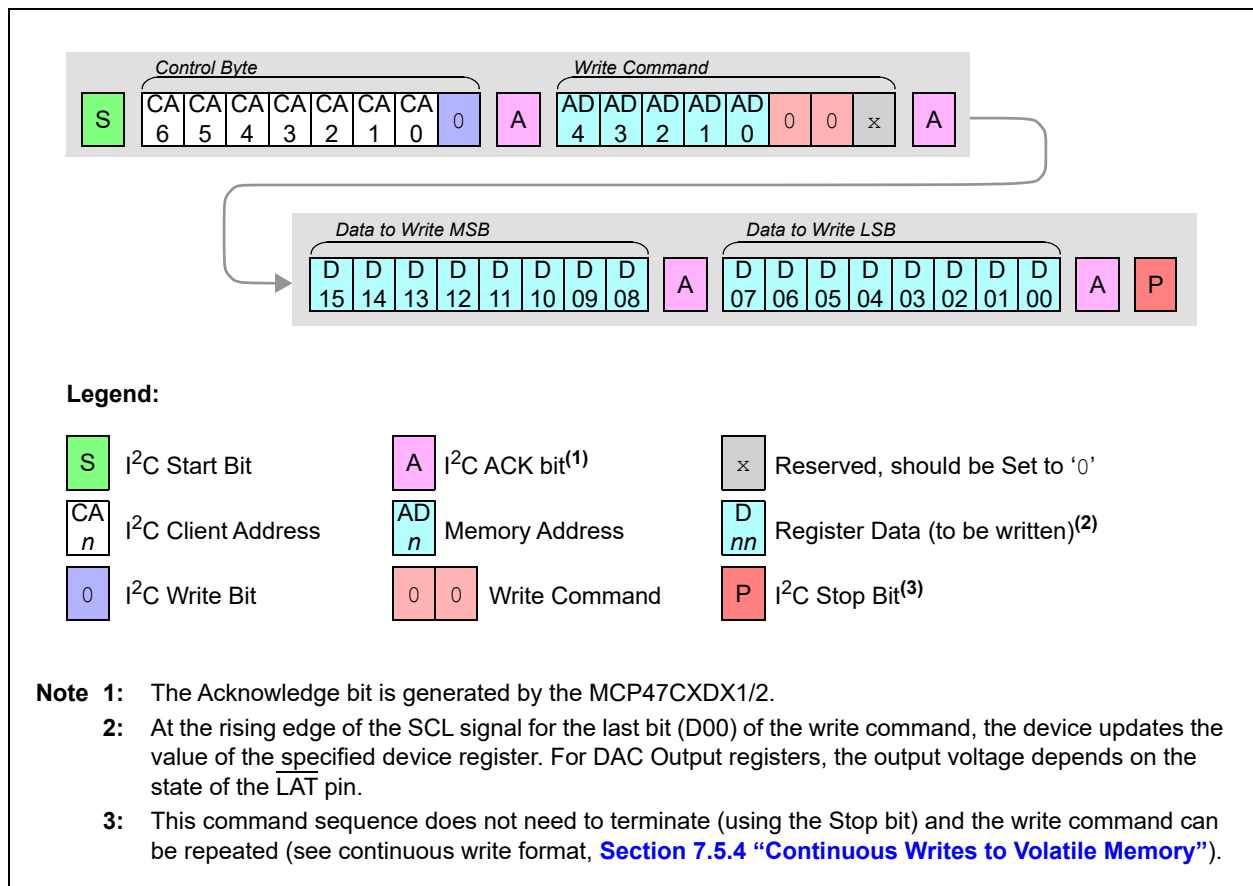 Control Byte Write Command
S CA 6 CA 5 CA 4 CA 3 CA 2 CA 1 CA 0 0 A AD 4 AD 3 AD 2 AD 1 AD 0 0 0 x A
Data to Write MSB Data to Write LSB
D 15 D 14 D 13 D 12 D 11 D 10 D 09 D 08 A D 07 D 06 D 05 D 04 D 03 D 02 D 01 D 00 A P
Legend:
S I²C Start Bit A I²C ACK bit(1) x Reserved, should be Set to ‘0’
CA n I²C Client Address AD n Memory Address D nn Register Data (to be written)(2)
0 I²C Write Bit 0 0 Write Command P I²C Stop Bit(3)
Note 1: The Acknowledge bit is generated by the MCP47CXDX1/2.
2: At the rising edge of the SCL signal for the last bit (D00) of the write command, the device updates the
value of the specified device register. For DAC Output registers, the output voltage depends on the
state of the LAT pin.
3: This command sequence does not need to terminate (using the Stop bit) and the write command can
be repeated (see continuous write format, Section 7.5.4 “Continuous Writes to Volatile Memory”).